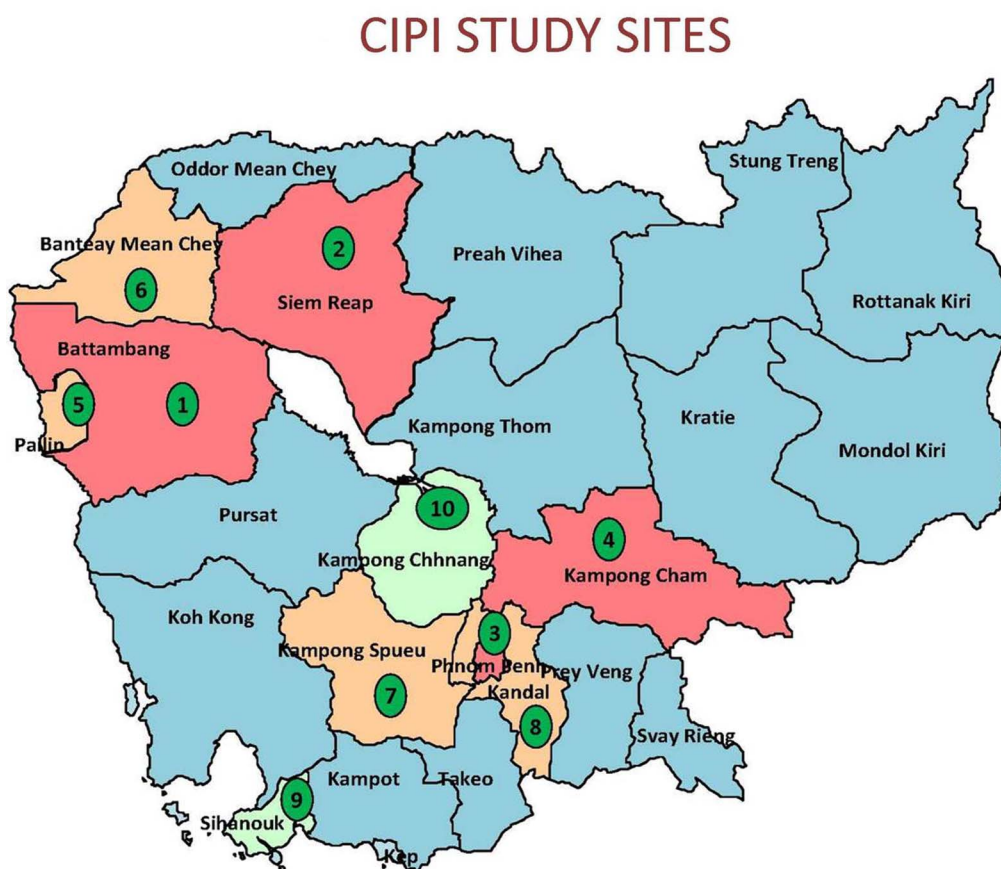 CIPI STUDY SITES
Stung Treng
Oddor Mean Chey
Banteay Mean Chey
2
Preah Vihea
6
Siem Reap
Rottanak Kiri
Battambang
5
1
Kratie
Kampong Thom
Pailin
Mondol Kiri
10
Pursat
4
Kampong Chhnang
Kampong Cham
Koh Kong
3
Kampong Spueu
Phnom Penh
Prey Veng
7
Kandal
8
Svay Rieng
Kampot
Takeo
9
Sihanouk
Kep